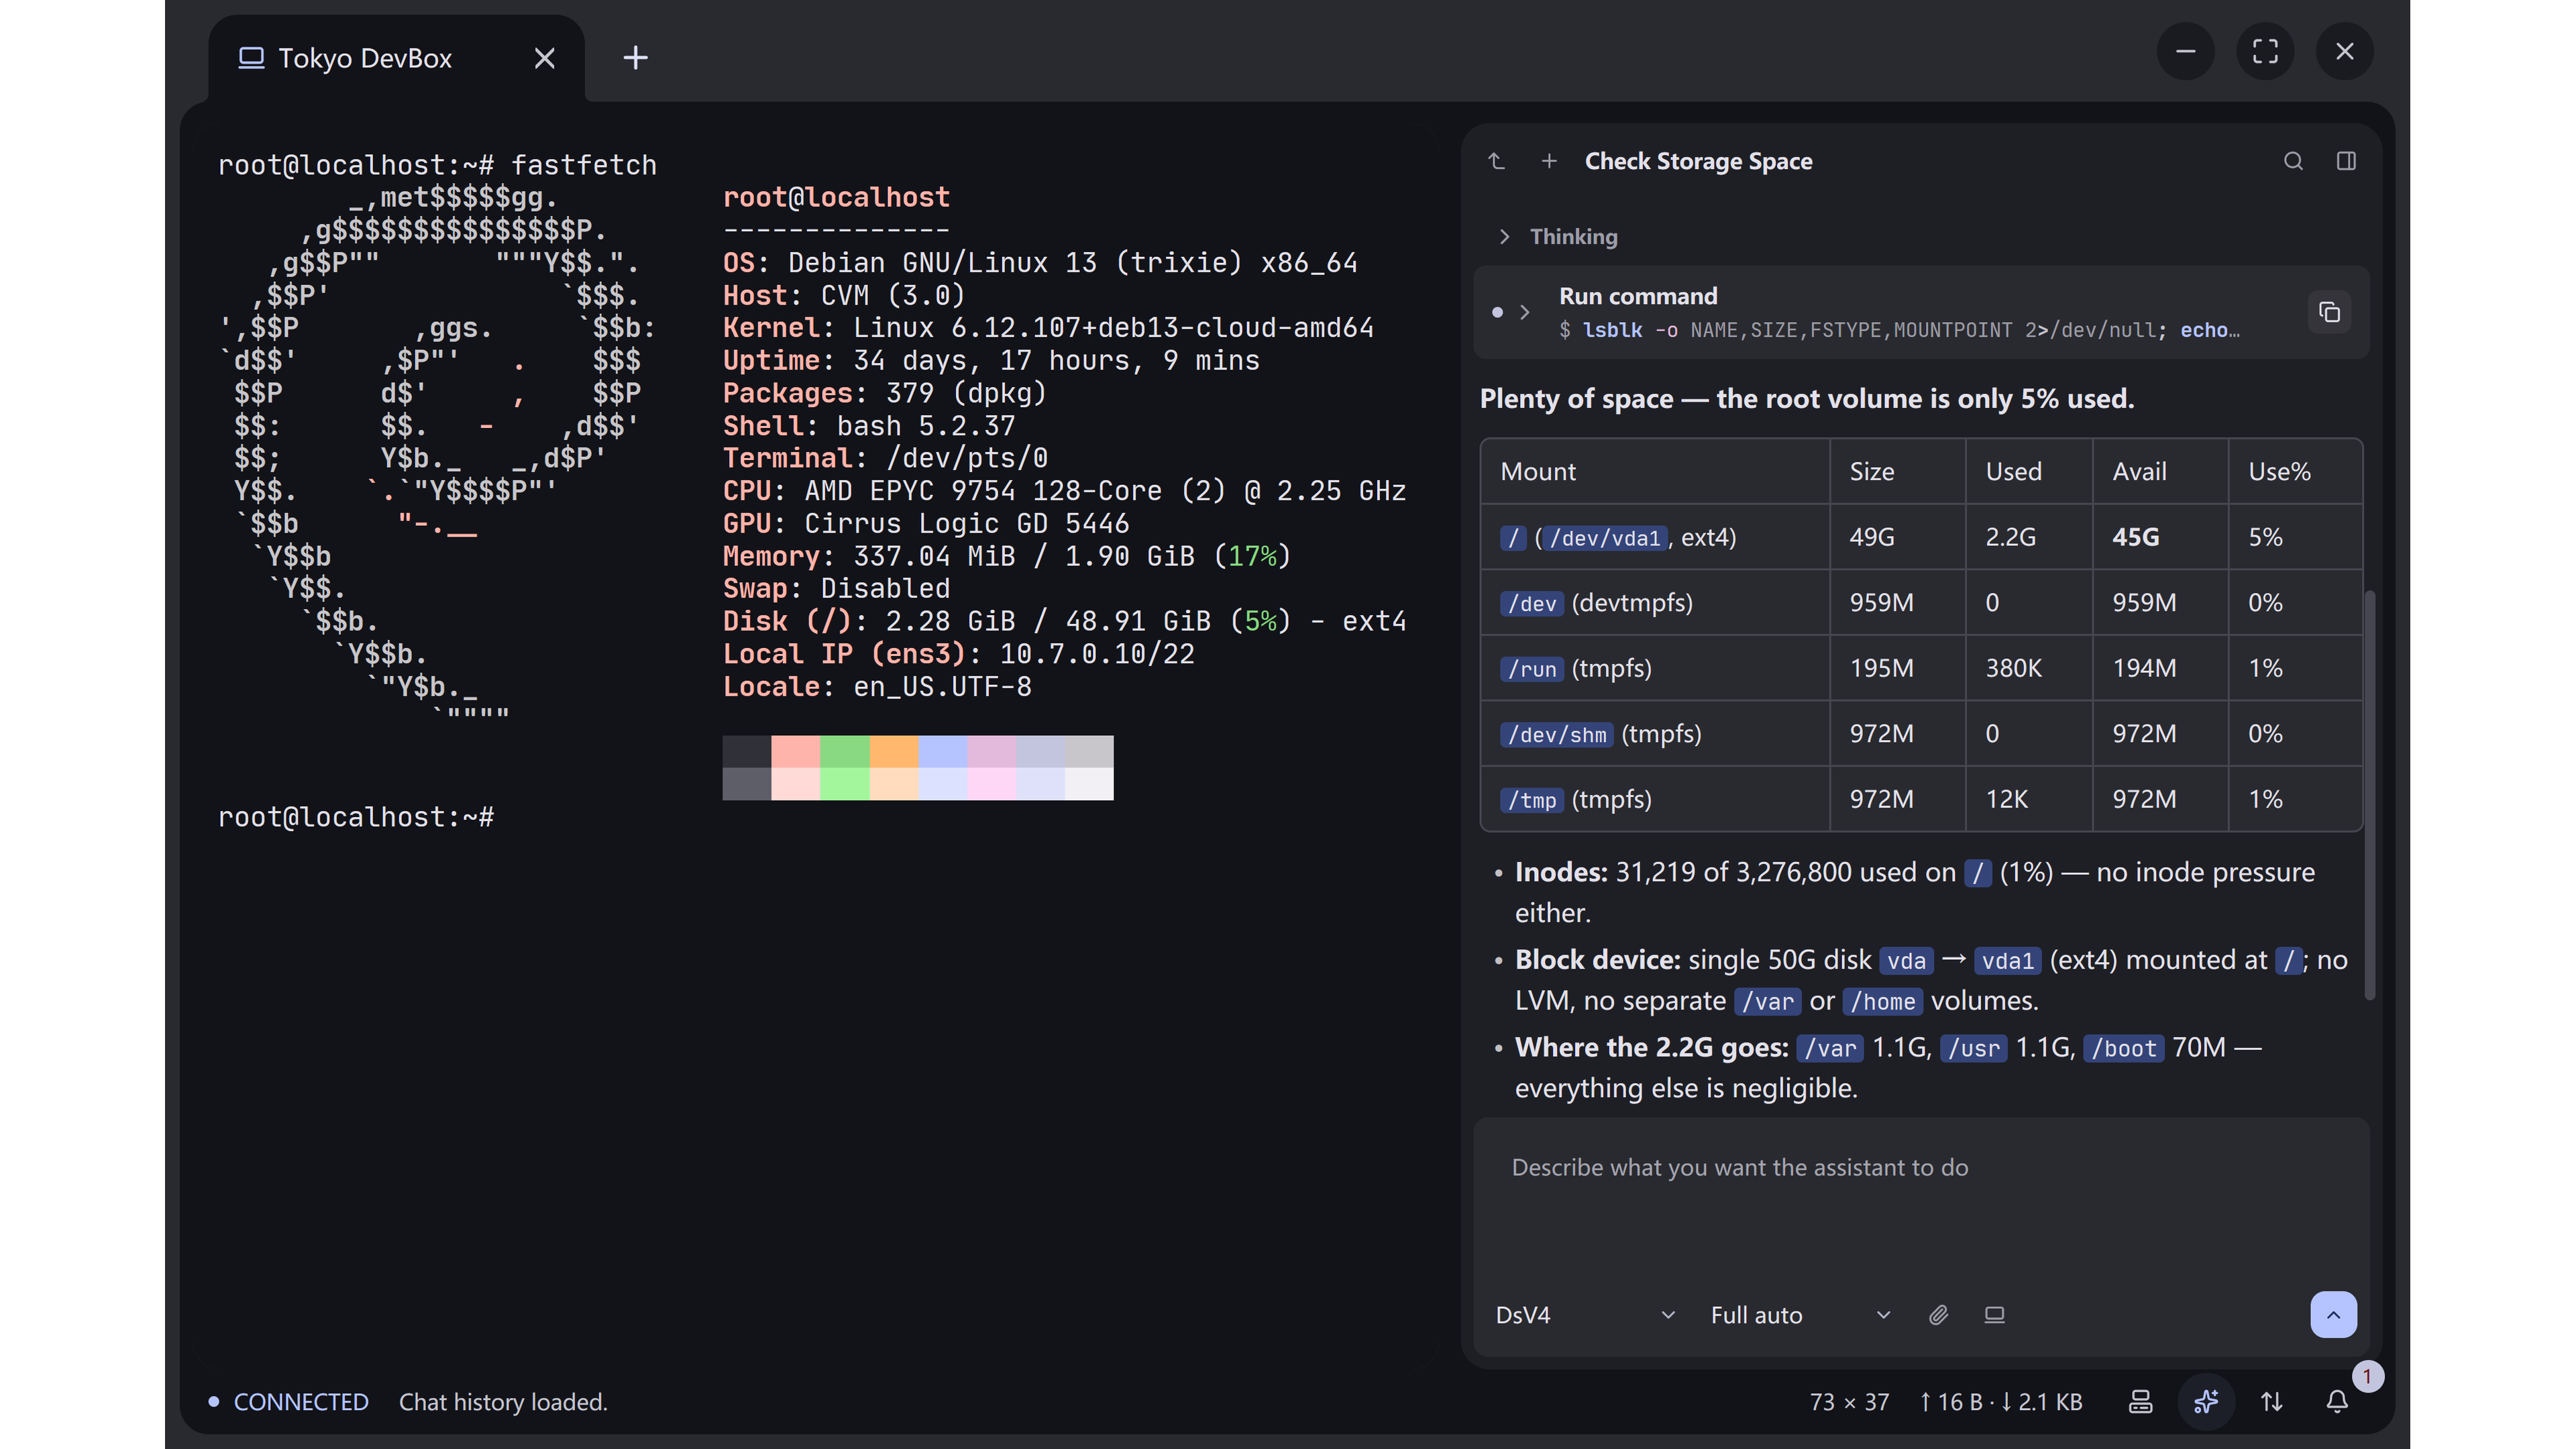 Tokyo DevBox
root@localhost:~# fastfetch
        _,met$$$$$gg.
     ,g$$$$$$$$$$$$$$$P.
   ,g$$P""       """Y$$.".
  ,$$P'              `$$$.
',$$P       ,ggs.     `$$b:
`d$$'     ,$P"'   .    $$$
 $$P      d$'     ,    $$P
 $$:      $$.   -    ,d$$'
 $$;      Y$b._   _,d$P'
 Y$$.    `.`"Y$$$$P"'
 `$$b      "-.__
  `Y$$b
   `Y$$.
     `$$b.
       `Y$$b.
         `"Y$b._
             `""""
root@localhost
--------------
OS: Debian GNU/Linux 13 (trixie) x86_64
Host: CVM (3.0)
Kernel: Linux 6.12.107+deb13-cloud-amd64
Uptime: 34 days, 17 hours, 9 mins
Packages: 379 (dpkg)
Shell: bash 5.2.37
Terminal: /dev/pts/0
CPU: AMD EPYC 9754 128-Core (2) @ 2.25 GHz
GPU: Cirrus Logic GD 5446
Memory: 337.04 MiB / 1.90 GiB (17%)
Swap: Disabled
Disk (/): 2.28 GiB / 48.91 GiB (5%) - ext4
Local IP (ens3): 10.7.0.10/22
Locale: en_US.UTF-8
root@localhost:~#
Check Storage Space
Thinking
Run command
$ lsblk -o NAME,SIZE,FSTYPE,MOUNTPOINT 2>/dev/null; echo…
Plenty of space — the root volume is only 5% used.
Mount Size Used Avail Use%
/ (/dev/vda1, ext4) 49G 2.2G 45G 5%
/dev (devtmpfs) 959M 0 959M 0%
/run (tmpfs) 195M 380K 194M 1%
/dev/shm (tmpfs) 972M 0 972M 0%
/tmp (tmpfs) 972M 12K 972M 1%
• Inodes: 31,219 of 3,276,800 used on / (1%) — no inode pressure
either.
• Block device: single 50G disk vda → vda1 (ext4) mounted at /; no
LVM, no separate /var or /home volumes.
• Where the 2.2G goes: /var 1.1G, /usr 1.1G, /boot 70M —
everything else is negligible.
Describe what you want the assistant to do
DsV4 Full auto
CONNECTED Chat history loaded.
73 × 37 ↑ 16 B · ↓ 2.1 KB
1